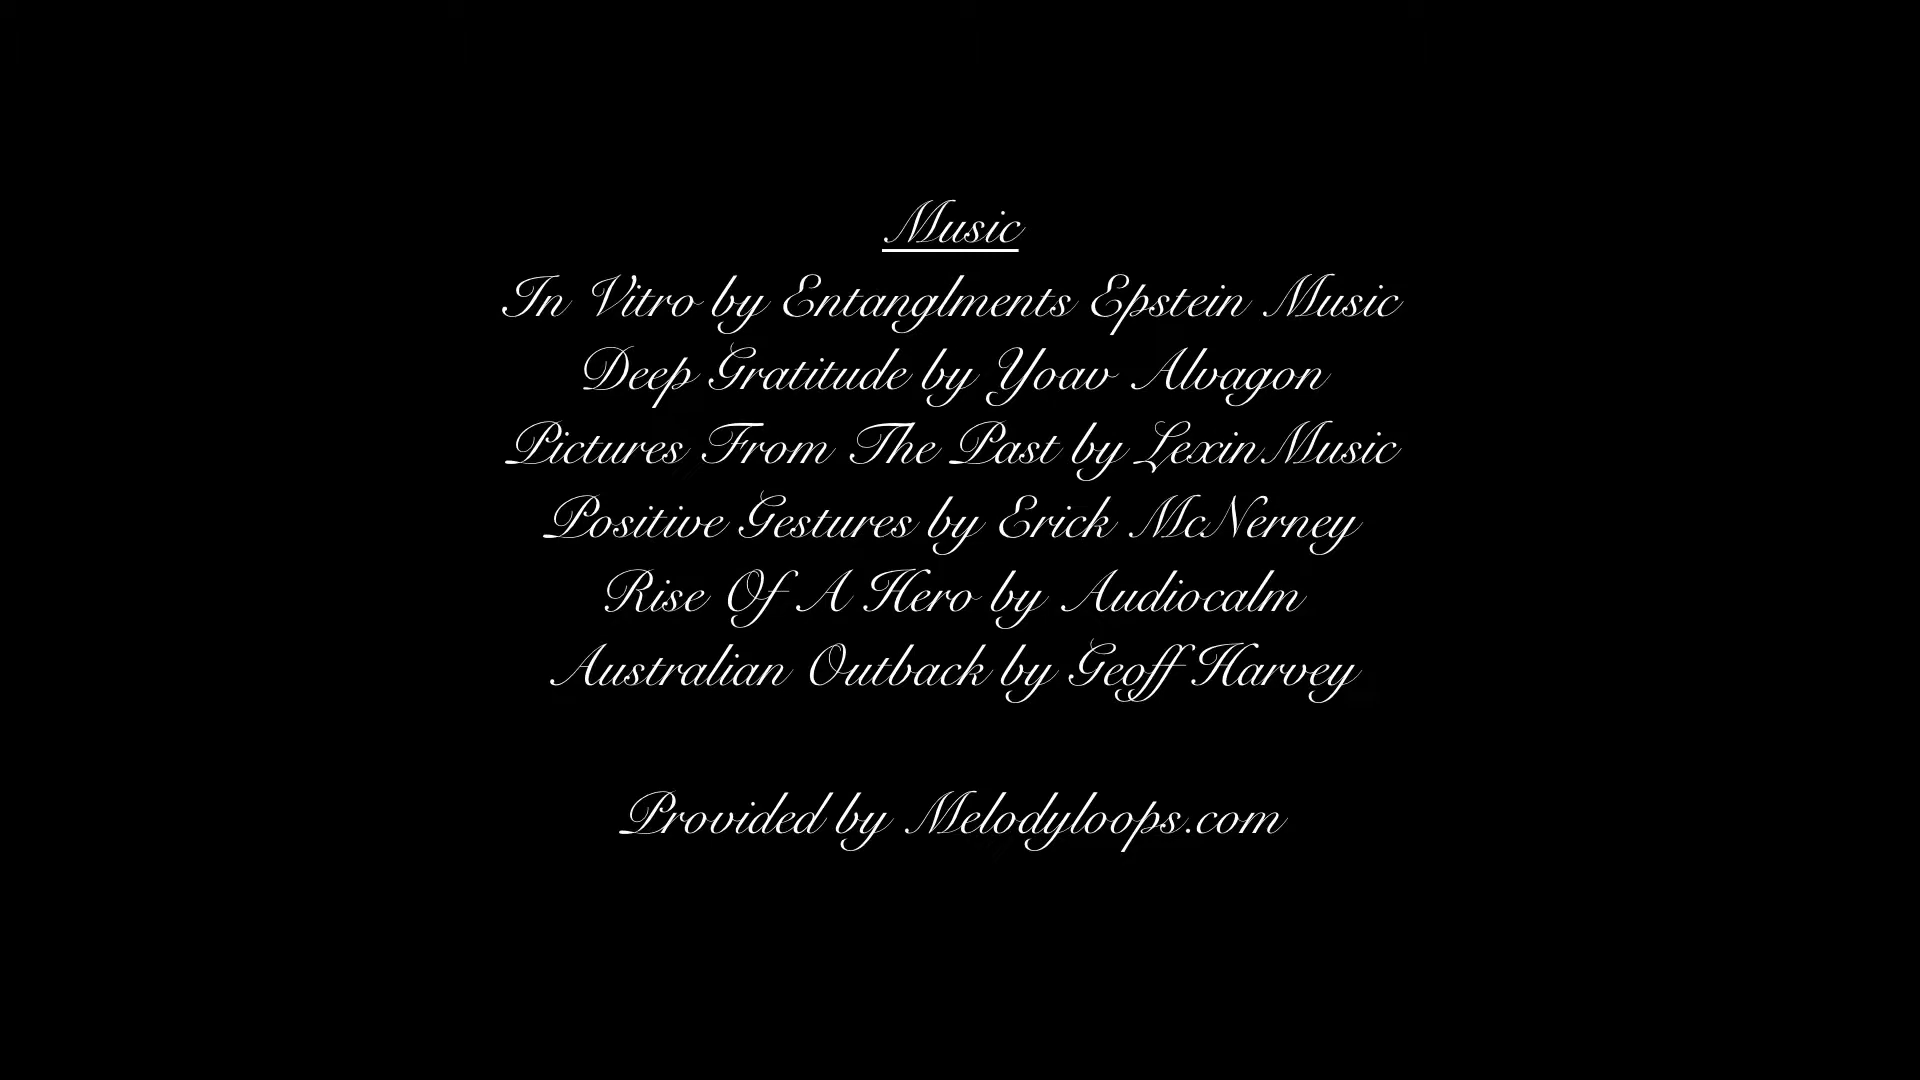 Music
In Vitro by Entanglments Epstein Music
Deep Gratitude by Yoav Alvagon
Pictures From The Past by LexinMusic
Positive Gestures by Erick McNerney
Rise Of A Hero by Audiocalm
Australian Outback by Geoff Harvey
Provided by Melodyloops.com